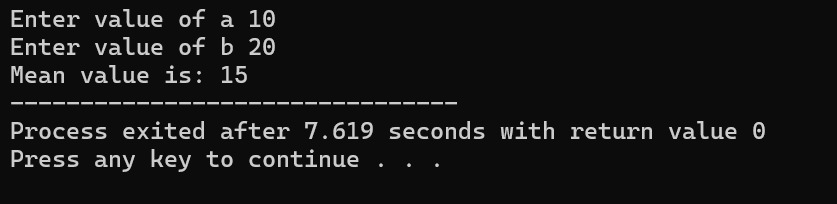 Enter value of a 10
Enter value of b 20
Mean value is: 15
--------------------------------
Process exited after 7.619 seconds with return value 0
Press any key to continue . . .